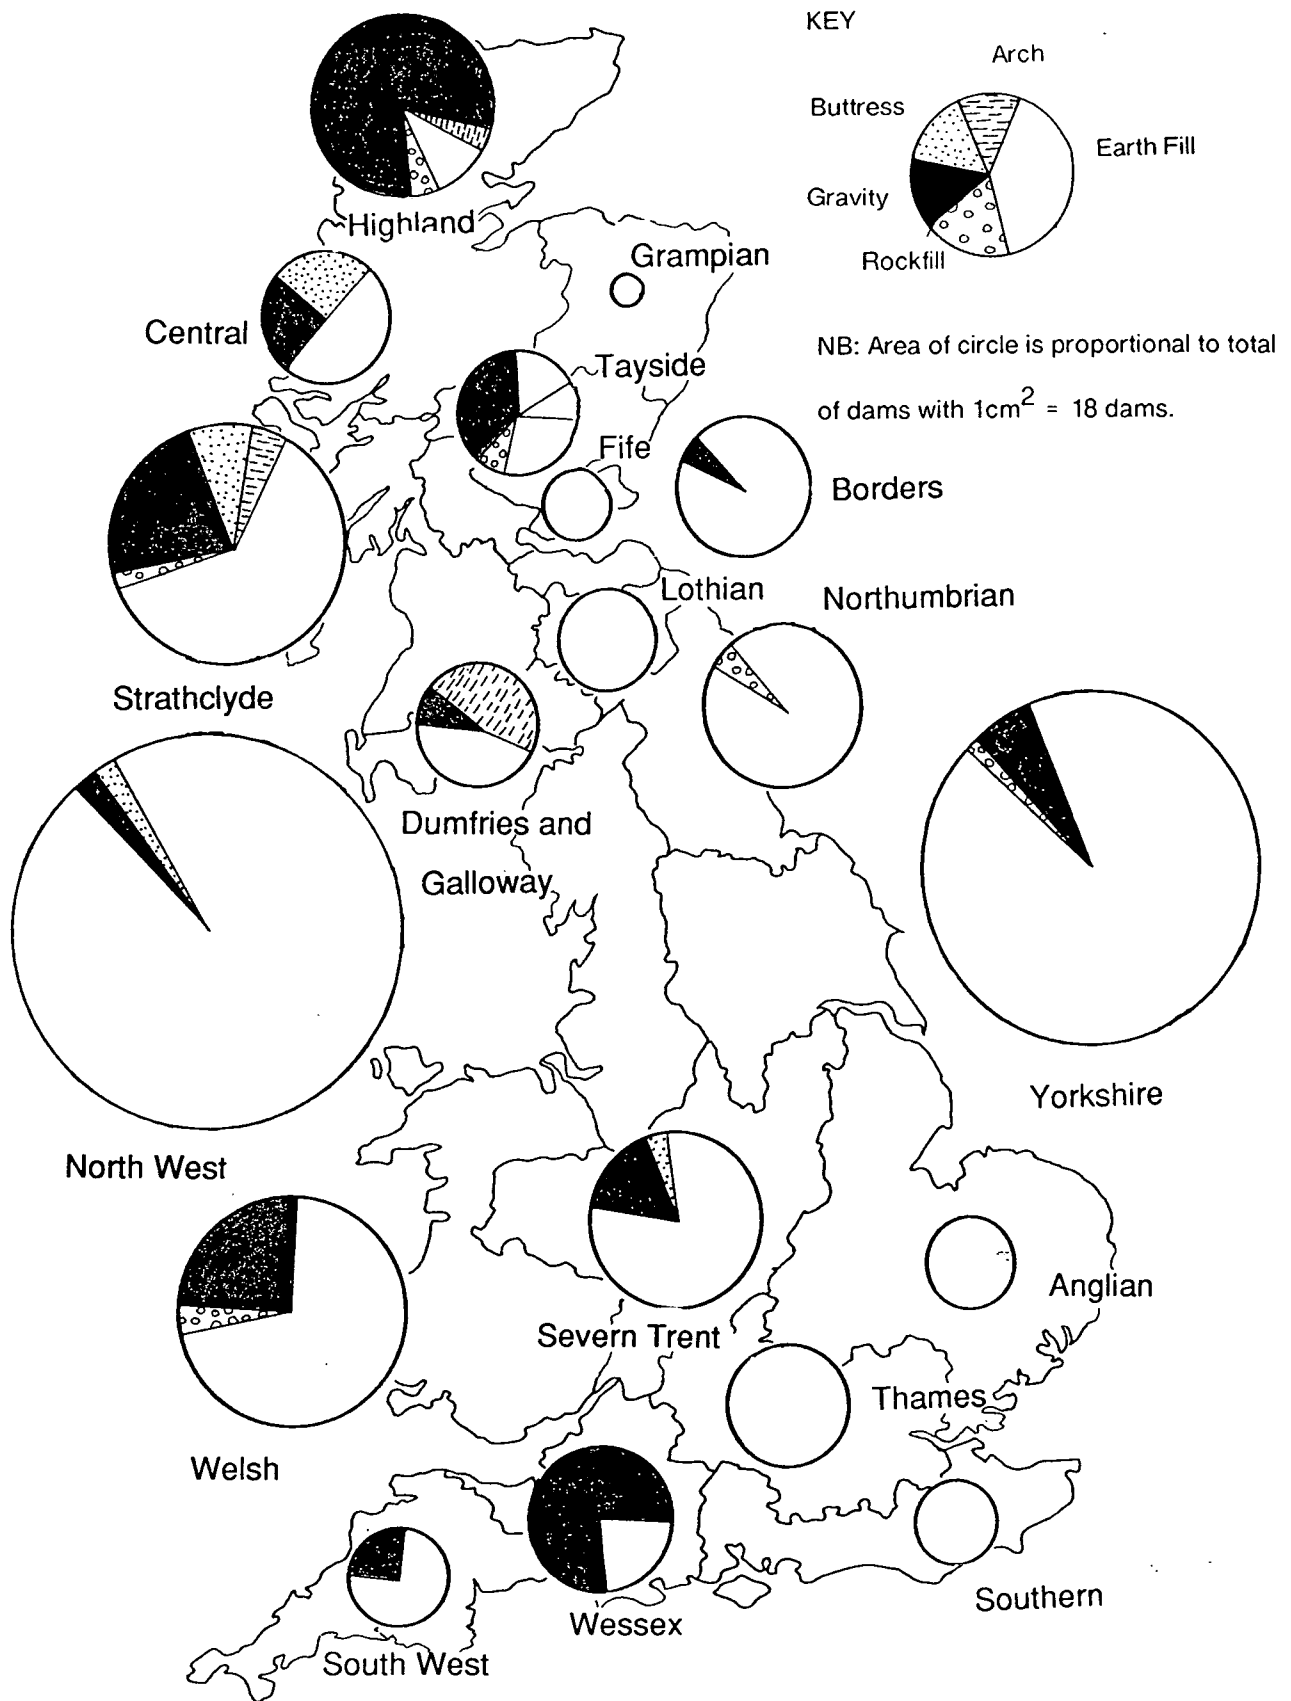 KEY
Arch
Buttress
Earth Fill
Gravity
Rockfill
Highland
Grampian
Central
NB: Area of circle is proportional to total
of dams with 1cm2 = 18 dams.
Tayside
Fife
Borders
Lothian
Northumbrian
Strathclyde
Dumfries and
Galloway
Yorkshire
North West
Anglian
Severn Trent
Thames
Welsh
Southern
Wessex
South West